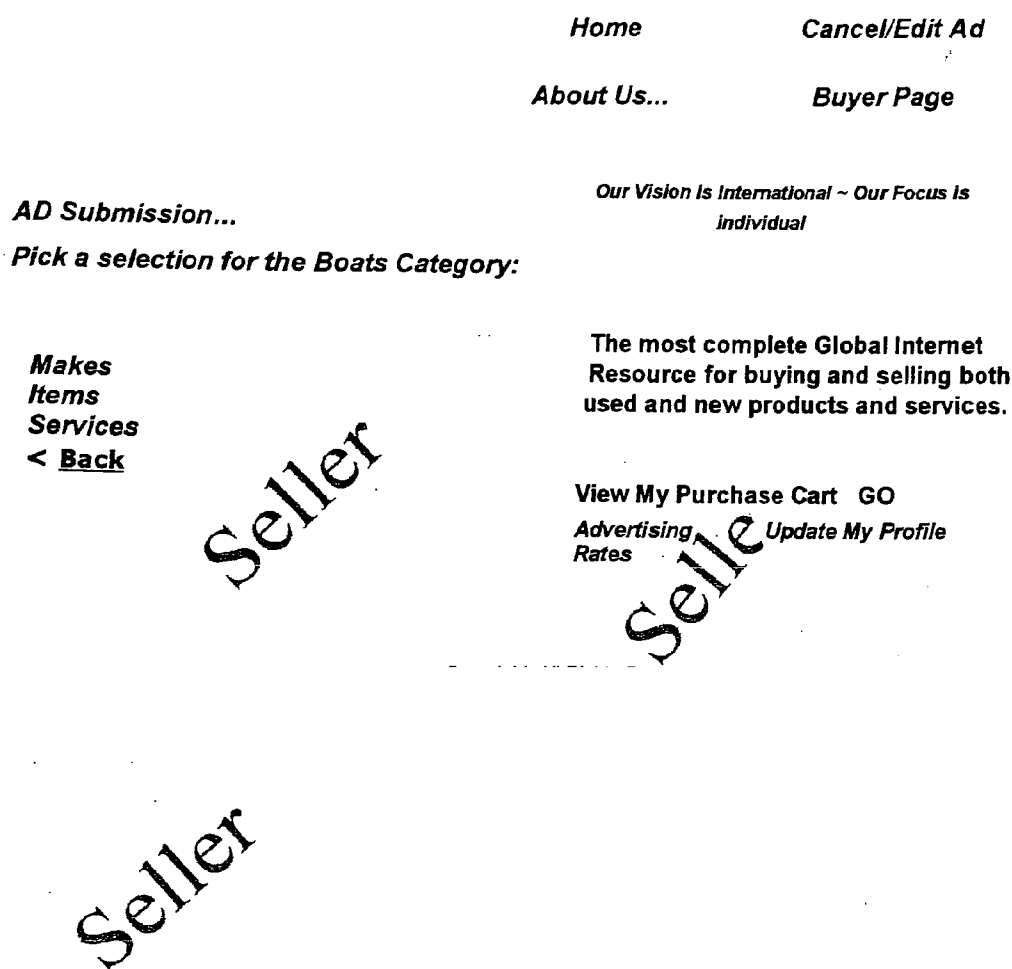 Home Cancel/Edit Ad
About Us... Buyer Page
Our Vision is International ~ Our Focus is
individual
AD Submission...
Pick a selection for the Boats Category:
The most complete Global Internet
Resource for buying and selling both
used and new products and services.
Makes
Items
Services
< Back
Seller
View My Purchase Cart GO
Advertising
Rates
Update My Profile
Selle
Seller